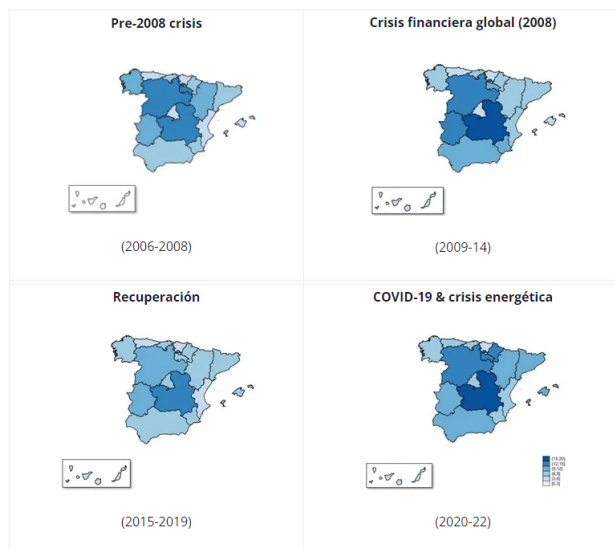 Pre-2008 crisis
Crisis financiera global (2008)
(2006-2008)
(2009-14)
Recuperación
COVID-19 & crisis energética
(2015-2019)
(2020-22)